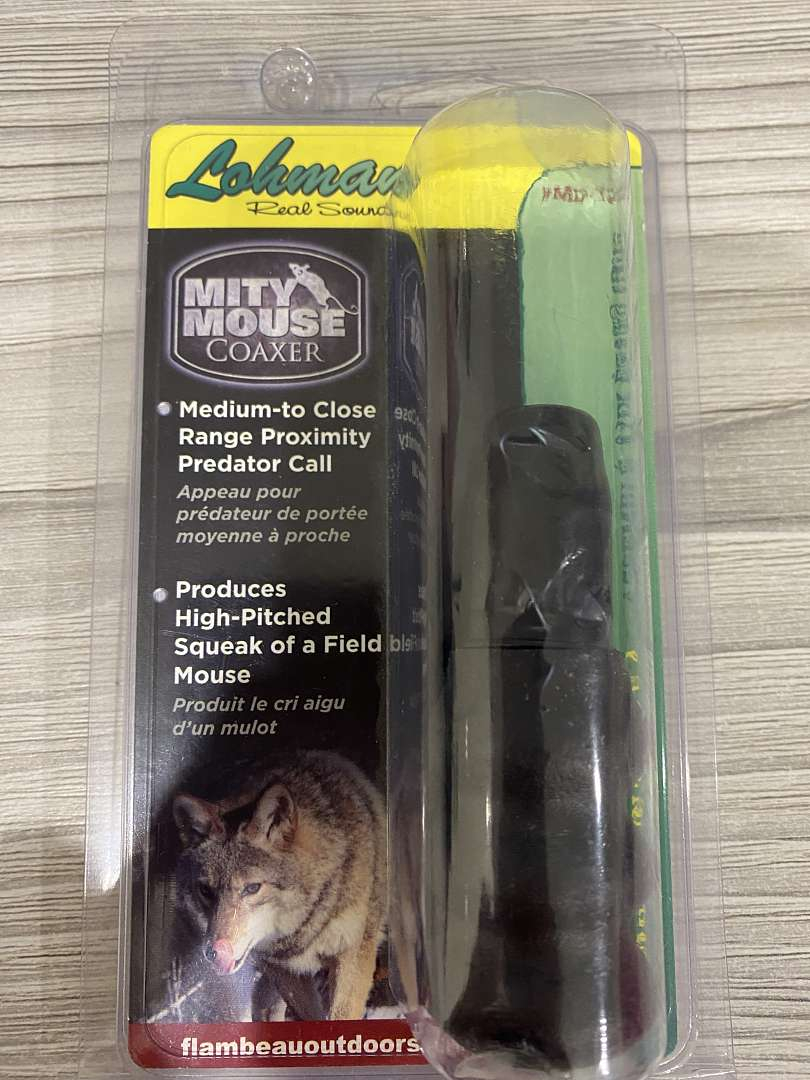 Lohman
Real Sound
MITY
MOUSE
COAXER
Medium-to Close
Range Proximity
Predator Call
Appeau pour
prédateur de portée
moyenne à proche
Produces
High-Pitched
Squeak of a Field
Mouse
Produit le cri aigu
d'un mulot
flambeauoutdoors.